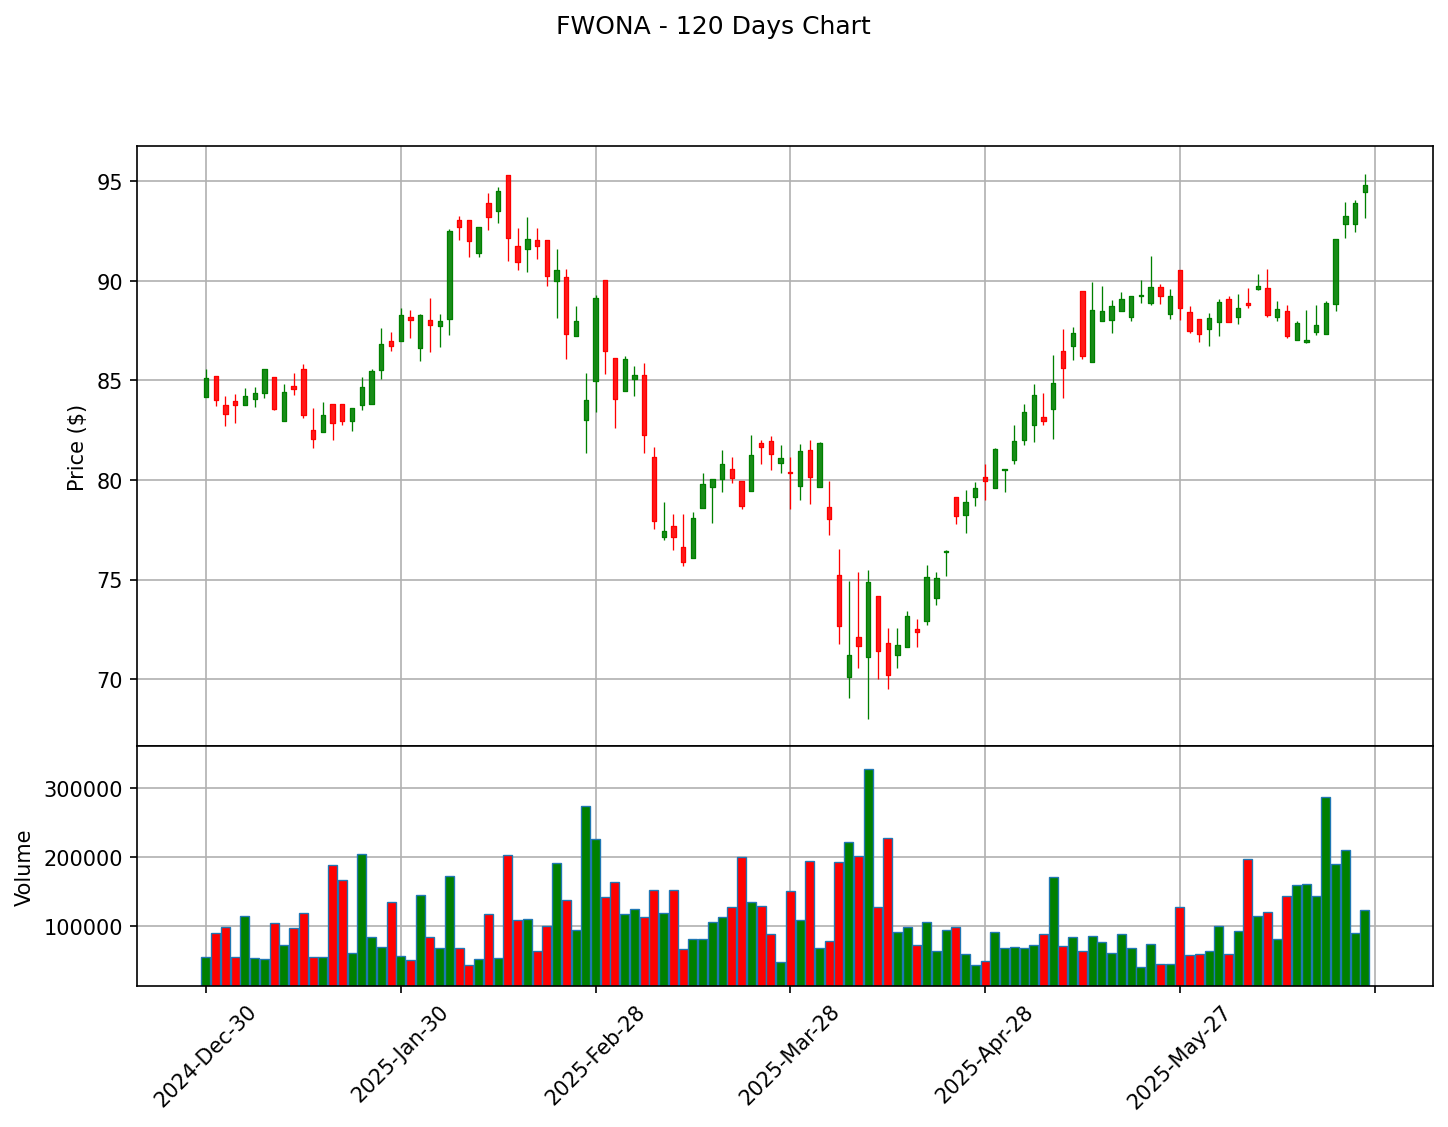 FWONA - 120 Days Chart
95
90
85
80
75
70
Price ($)
300000
200000
100000
Volume
2024-Dec-30
2025-Jan-30
2025-Feb-28
2025-Mar-28
2025-Apr-28
2025-May-27